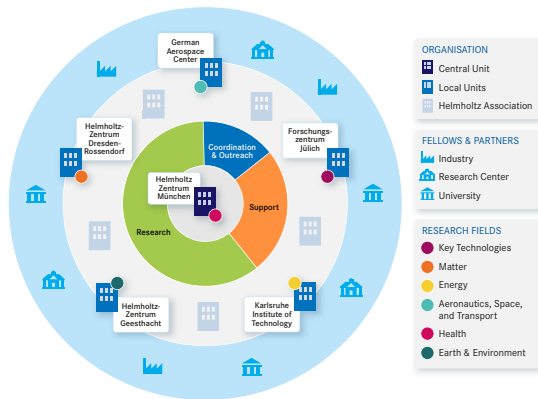 German
Aerospace
Center
Helmholtz-
Zentrum
Dresden-
Rossendorf
Forschungs-
zentrum
Jülich
Coordination
& Outreach
Helmholtz
Zentrum
München
Support
Research
Helmholtz-
Zentrum
Geesthacht
Karlsruhe
Institute of
Technology
ORGANISATION
Central Unit
Local Units
Helmholtz Association
FELLOWS & PARTNERS
Industry
Research Center
University
RESEARCH FIELDS
Key Technologies
Matter
Energy
Aeronautics, Space,
and Transport
Health
Earth & Environment